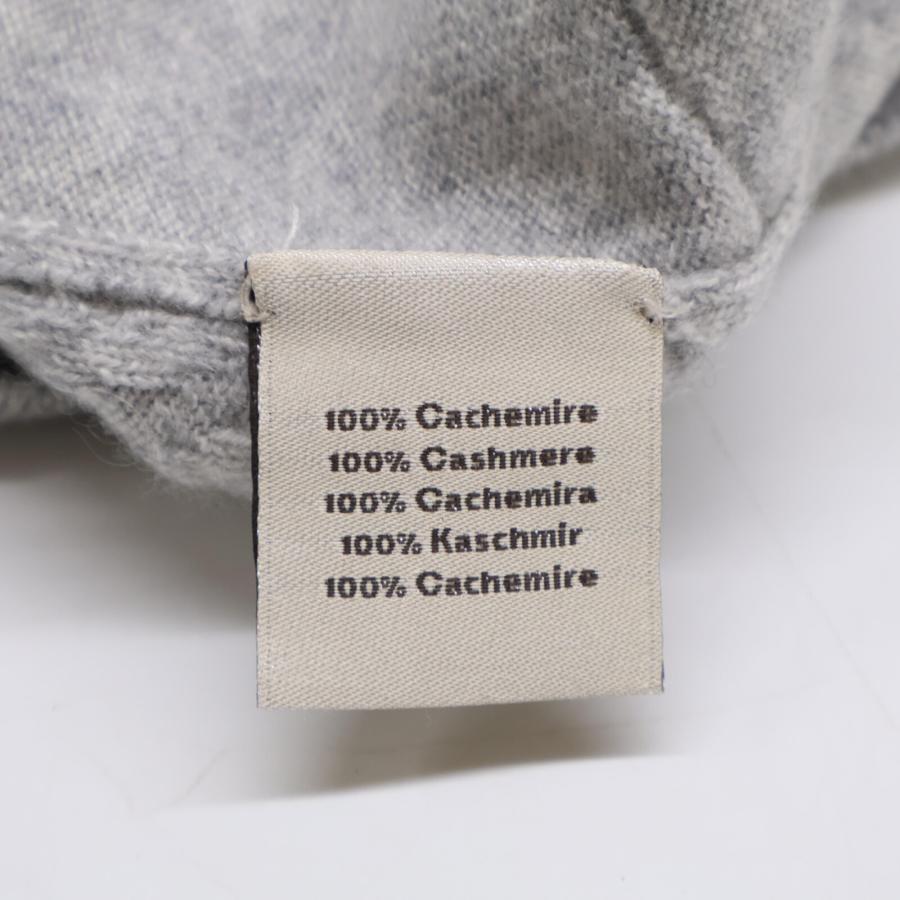 100% Cachemire
100% Cashmere
100% Cachemira
100% Kaschmir
100% Cachemire